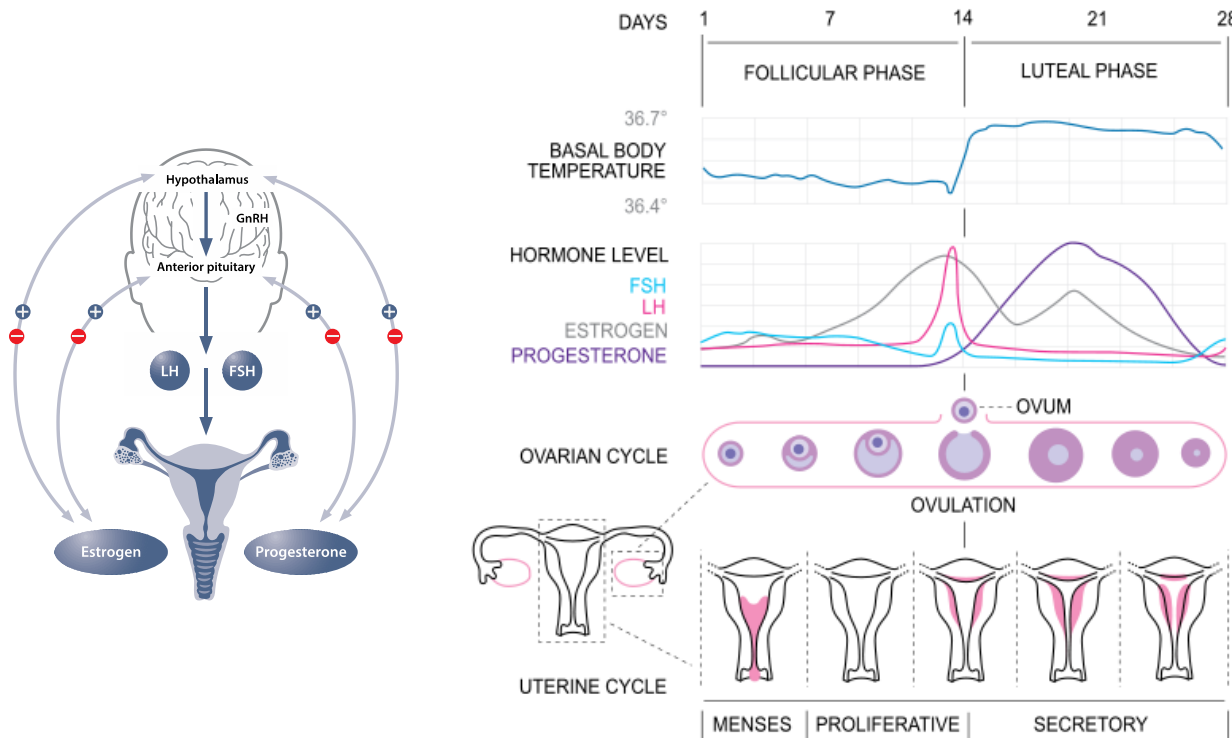 Hypothalamus
GnRH
Anterior pituitary
+
+
+
+
−
−
−
−
LH
FSH
Estrogen
Progesterone
DAYS
1
7
14
21
28
FOLLICULAR PHASE
LUTEAL PHASE
36.7°
BASAL BODY
TEMPERATURE
36.4°
HORMONE LEVEL
FSH
LH
ESTROGEN
PROGESTERONE
OVUM
OVARIAN CYCLE
OVULATION
UTERINE CYCLE
MENSES
PROLIFERATIVE
SECRETORY